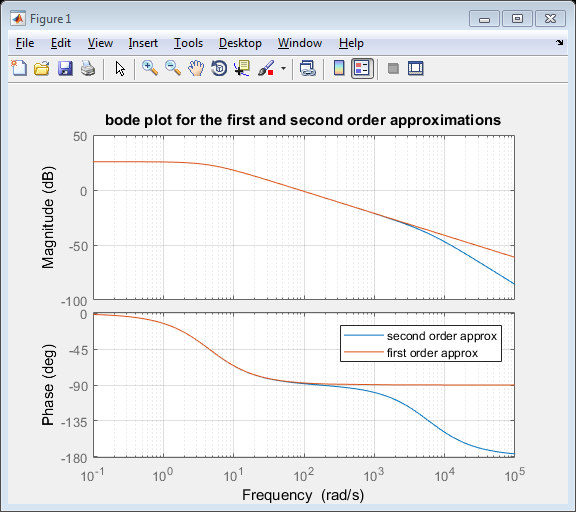 Figure 1
File Edit View Insert Tools Desktop Window Help
bode plot for the first and second order approximations
Magnitude (dB)
50
0
-50
-100
Phase (deg)
0
-45
-90
-135
-180
second order approx
first order approx
10^-1 10^0 10^1 10^2 10^3 10^4 10^5
Frequency (rad/s)